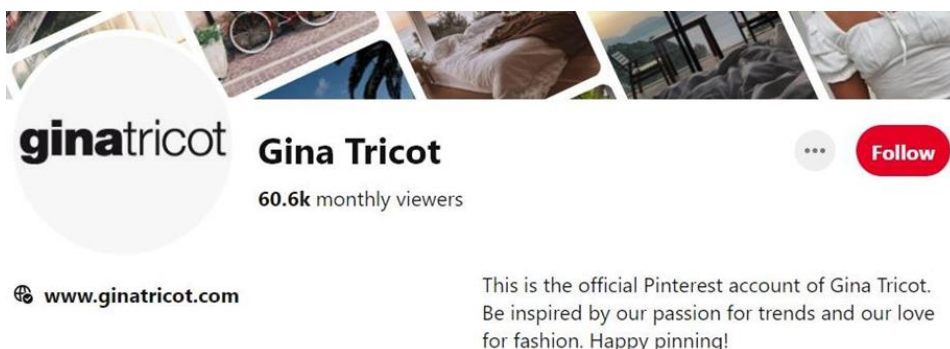 ginatricot
Gina Tricot
Follow
60.6k monthly viewers
www.ginatricot.com
This is the official Pinterest account of Gina Tricot.
Be inspired by our passion for trends and our love
for fashion. Happy pinning!